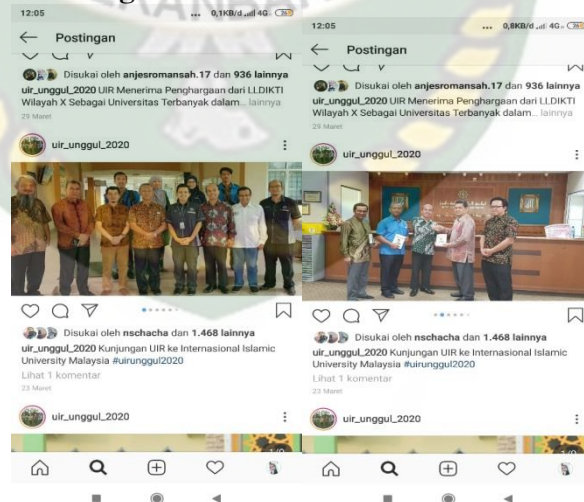 12:05
... 0,1KB/d 4G
← Postingan
Disukai oleh anjesromansah.17 dan 936 lainnya
uir_unggul_2020 UIR Menerima Penghargaan dari LLDIKTI
Wilayah X Sebagai Universitas Terbanyak dalam... lainnya
29 Maret
uir_unggul_2020
Disukai oleh nschacha dan 1.468 lainnya
uir_unggul_2020 Kunjungan UIR ke Internasional Islamic
University Malaysia #uirunggul2020
Lihat 1 komentar
23 Maret
uir_unggul_2020
12:05
... 0,8KB/d 4G
← Postingan
Disukai oleh anjesromansah.17 dan 936 lainnya
uir_unggul_2020 UIR Menerima Penghargaan dari LLDIKTI
Wilayah X Sebagai Universitas Terbanyak dalam... lainnya
29 Maret
uir_unggul_2020
Disukai oleh nschacha dan 1.468 lainnya
uir_unggul_2020 Kunjungan UIR ke Internasional Islamic
University Malaysia #uirunggul2020
Lihat 1 komentar
23 Maret
uir_unggul_2020